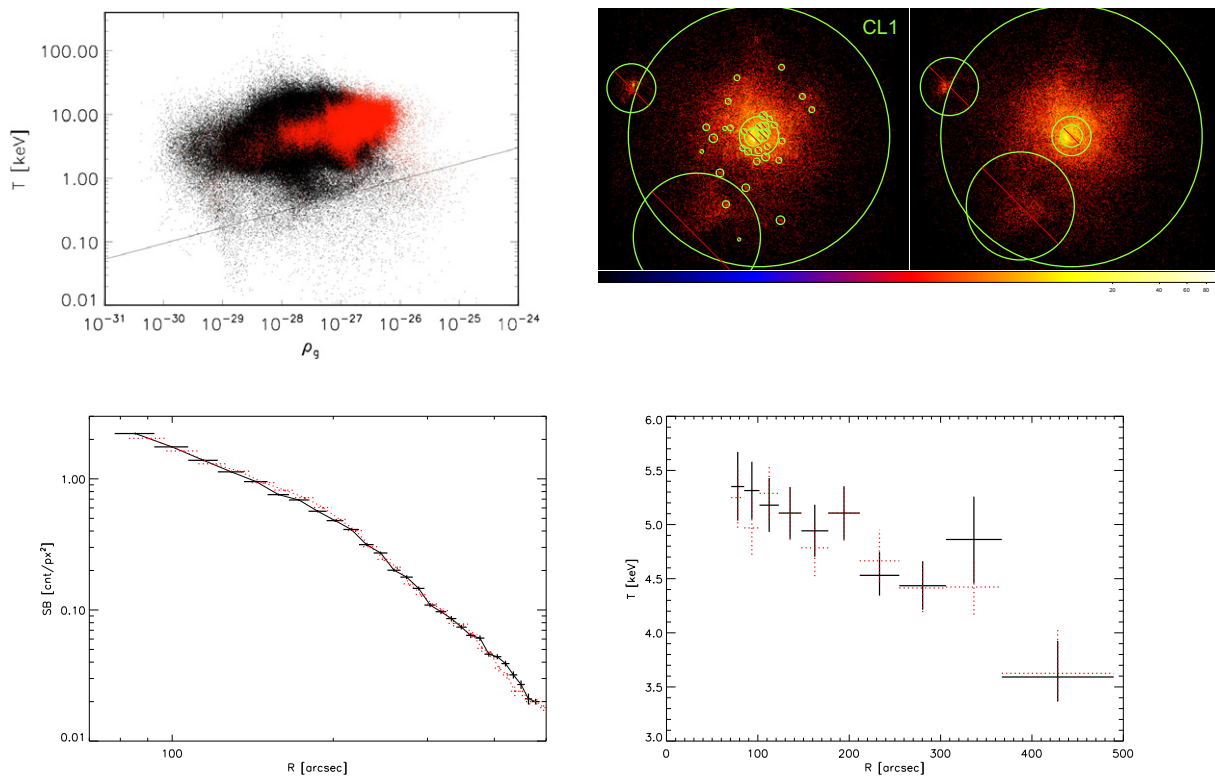 T [keV]
100.00
10.00
1.00
0.10
0.01
10-31 10-30 10-29 10-28 10-27 10-26 10-25 10-24
ρg
CL1
20 40 60 80
SB [cnt/px²]
1.00
0.10
0.01
100
R [arcsec]
T [keV]
6.0
5.5
5.0
4.5
4.0
3.5
3.0
0 100 200 300 400 500
R [arcsec]